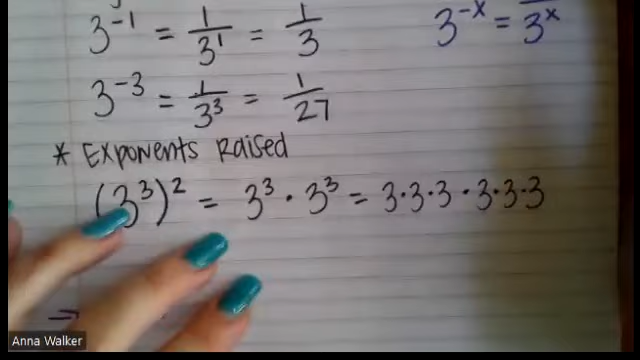 3^-1 = 1/3^1 = 1/3
3^-x = 1/3^x
3^-3 = 1/3^3 = 1/27
* Exponents Raised
(3^3)^2 = 3^3 · 3^3 = 3·3·3·3·3·3
Anna Walker